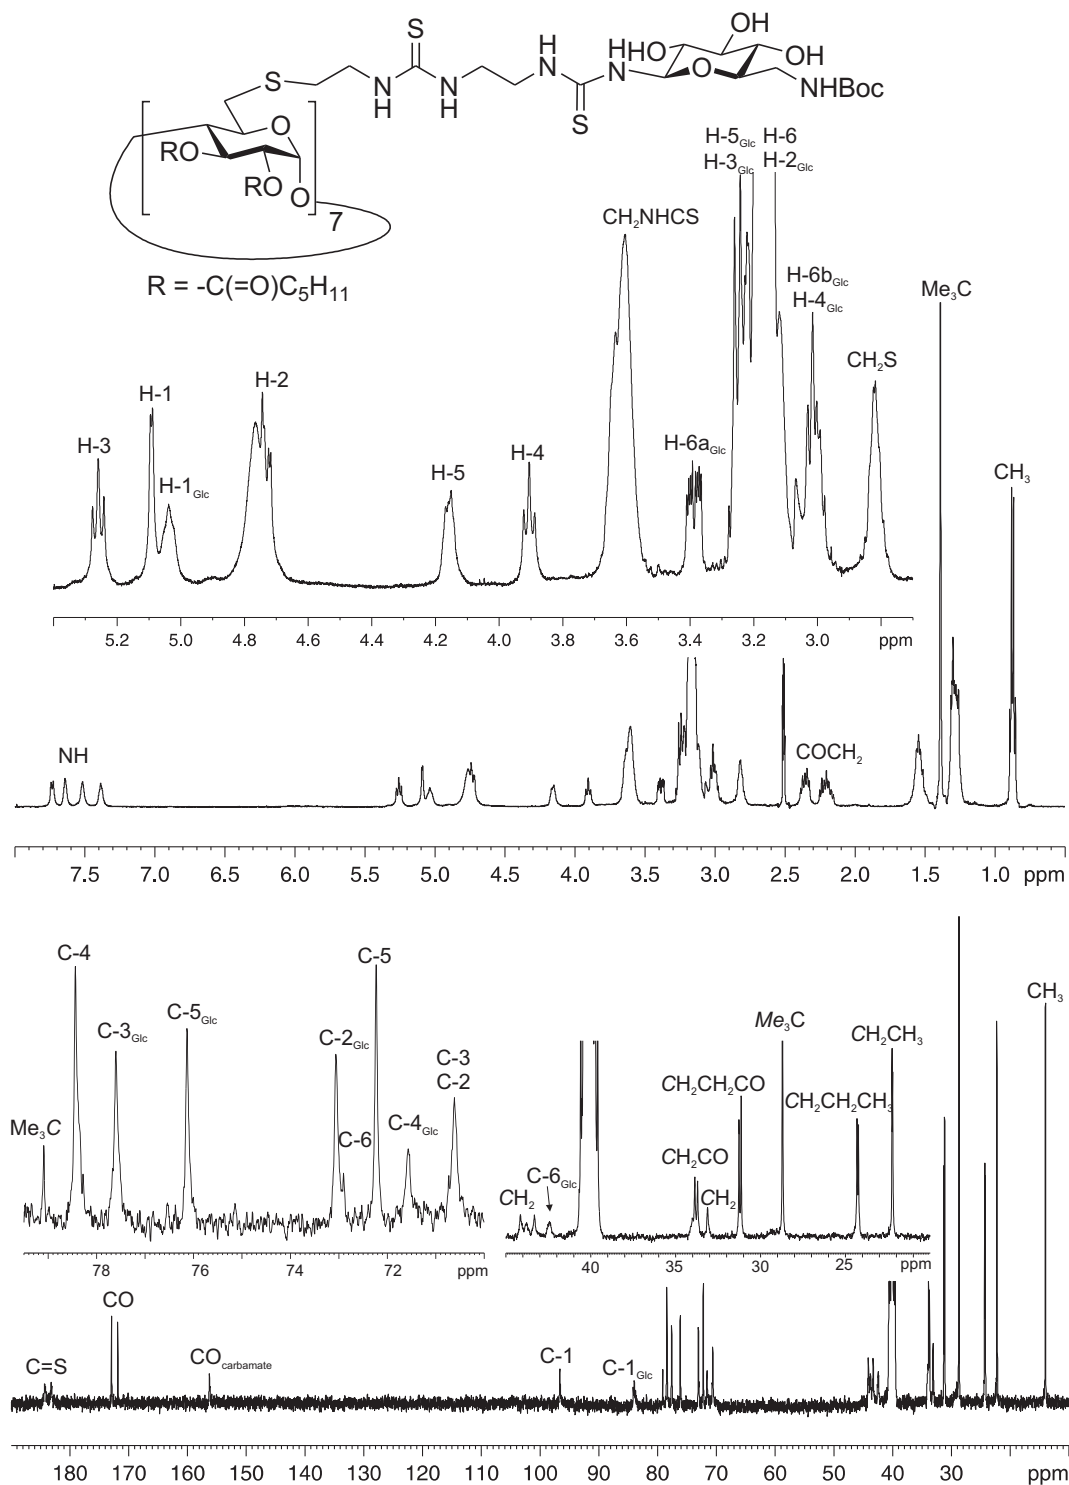 S
S
H
N
N
H
H
N
H
N
S
HO
HO
OH
OH
O
NHBoc
O
RO
RO
O
7
R = -C(=O)C₅H₁₁
H-3
H-1
H-1Glc
H-2
H-5
H-4
CH₂NHCS
H-6aGlc
H-5Glc H-6
H-3Glc H-2Glc
H-6bGlc
H-4Glc
CH₂S
Me₃C
CH₃
5.2 5.0 4.8 4.6 4.4 4.2 4.0 3.8 3.6 3.4 3.2 3.0 ppm
NH
COCH₂
7.5 7.0 6.5 6.0 5.5 5.0 4.5 4.0 3.5 3.0 2.5 2.0 1.5 1.0 ppm
Me₃C
C-4
C-3Glc
C-5Glc
C-2Glc
C-6
C-5
C-4Glc
C-3
C-2
78 76 74 72 ppm
CH₂
C-6Glc
CH₂CO
CH₂
CH₂CH₂CO
Me₃C
CH₂CH₂CH₃
CH₂CH₃
CH₃
40 35 30 25 ppm
C=S
CO
COcarbamate
C-1
C-1Glc
180 170 160 150 140 130 120 110 100 90 80 70 60 50 40 30 ppm